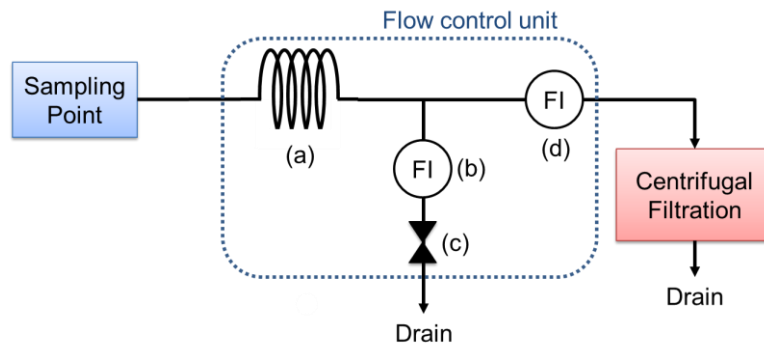 Flow control unit
Sampling
Point
FI
(a)
(d)
FI
(b)
Centrifugal
Filtration
(c)
Drain
Drain